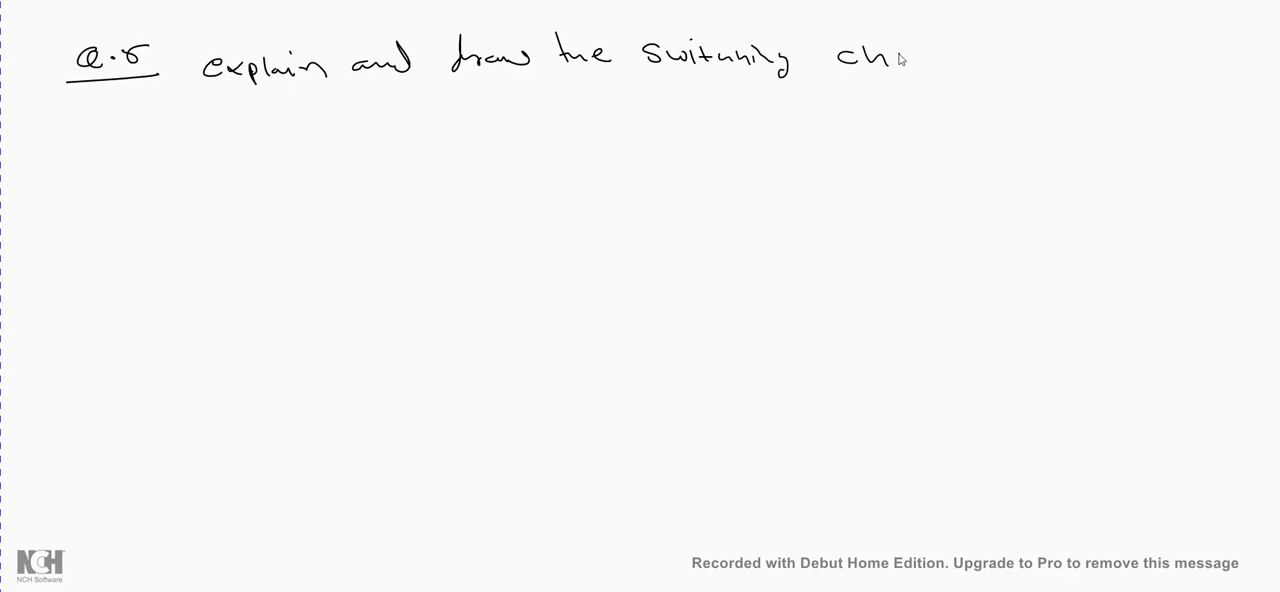 Q.5 explain and draw the switching ch
NCH
NCH Software
Recorded with Debut Home Edition. Upgrade to Pro to remove this message